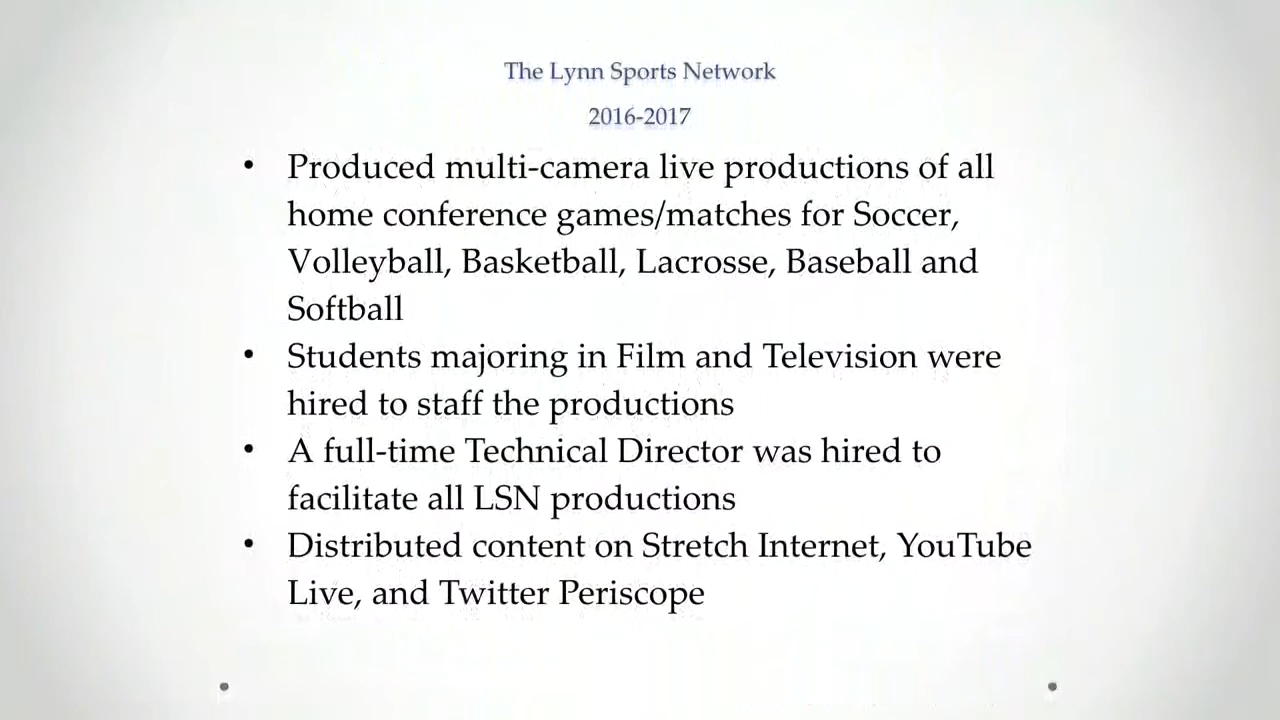 The Lynn Sports Network
2016-2017
• Produced multi-camera live productions of all
home conference games/matches for Soccer,
Volleyball, Basketball, Lacrosse, Baseball and
Softball
• Students majoring in Film and Television were
hired to staff the productions
• A full-time Technical Director was hired to
facilitate all LSN productions
• Distributed content on Stretch Internet, YouTube
Live, and Twitter Periscope